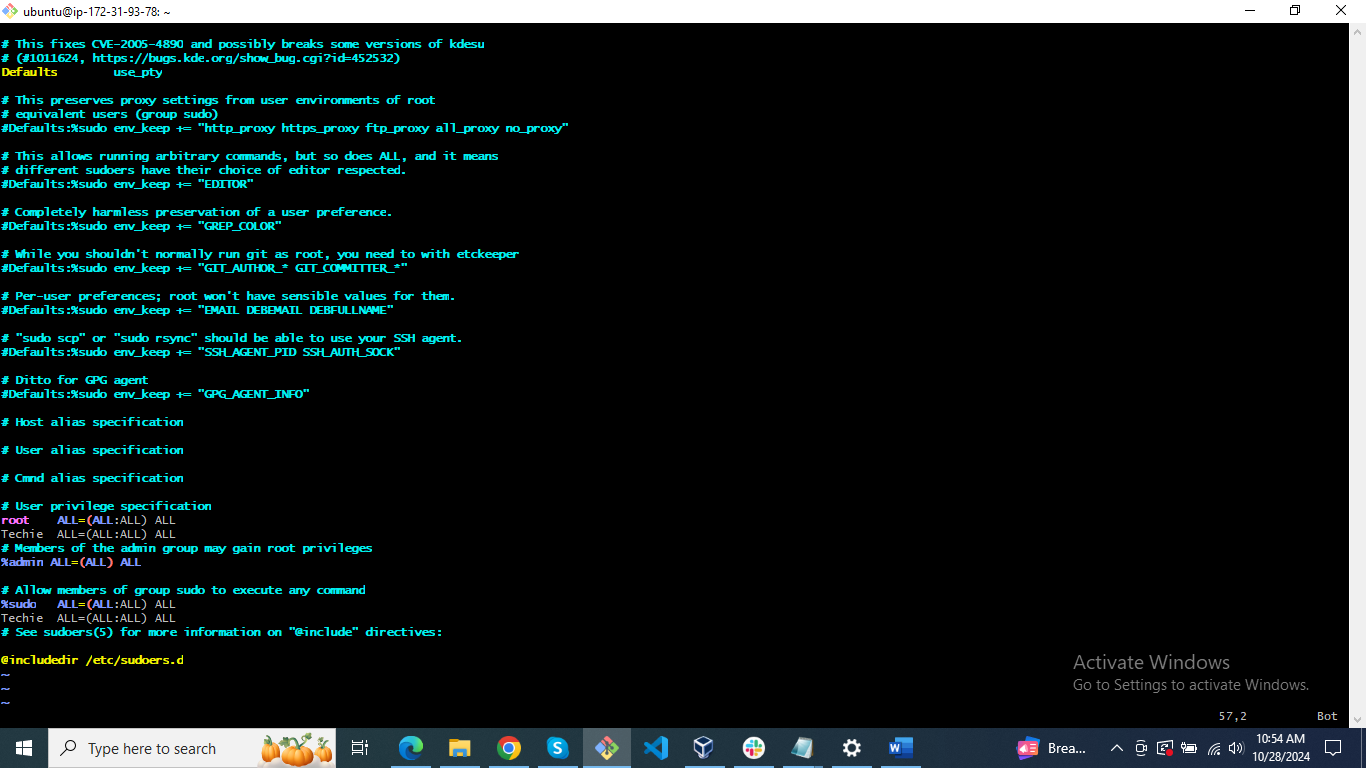 ubuntu@ip-172-31-93-78: ~
# This fixes CVE-2005-4890 and possibly breaks some versions of kdesu
# (#1011624, https://bugs.kde.org/show_bug.cgi?id=452532)
Defaults        use_pty
# This preserves proxy settings from user environments of root
# equivalent users (group sudo)
#Defaults:%sudo env_keep += "http_proxy https_proxy ftp_proxy all_proxy no_proxy"
# This allows running arbitrary commands, but so does ALL, and it means
# different sudoers have their choice of editor respected.
#Defaults:%sudo env_keep += "EDITOR"
# Completely harmless preservation of a user preference.
#Defaults:%sudo env_keep += "GREP_COLOR"
# While you shouldn't normally run git as root, you need to with etckeeper
#Defaults:%sudo env_keep += "GIT_AUTHOR_* GIT_COMMITTER_*"
# Per-user preferences; root won't have sensible values for them.
#Defaults:%sudo env_keep += "EMAIL DEBEMAIL DEBFULLNAME"
# "sudo scp" or "sudo rsync" should be able to use your SSH agent.
#Defaults:%sudo env_keep += "SSH_AGENT_PID SSH_AUTH_SOCK"
# Ditto for GPG agent
#Defaults:%sudo env_keep += "GPG_AGENT_INFO"
# Host alias specification
# User alias specification
# Cmnd alias specification
# User privilege specification
root    ALL=(ALL:ALL) ALL
Techie  ALL=(ALL:ALL) ALL
# Members of the admin group may gain root privileges
%admin ALL=(ALL) ALL
# Allow members of group sudo to execute any command
%sudo   ALL=(ALL:ALL) ALL
Techie  ALL=(ALL:ALL) ALL
# See sudoers(5) for more information on "@include" directives:
@includedir /etc/sudoers.d
~
~
~
Activate Windows
Go to Settings to activate Windows.
57,2 Bot
Type here to search
Brea...
10:54 AM
10/28/2024